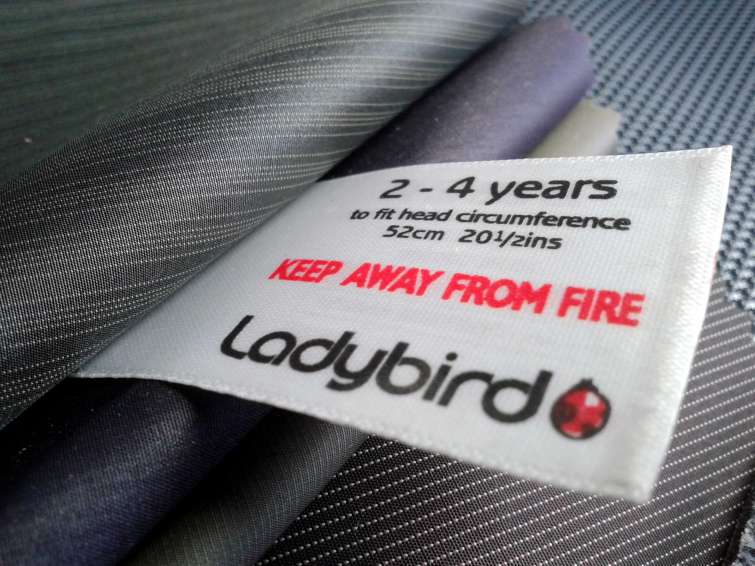 2 - 4 years
to fit head circumference
52cm 20½ins
KEEP AWAY FROM FIRE
Ladybird